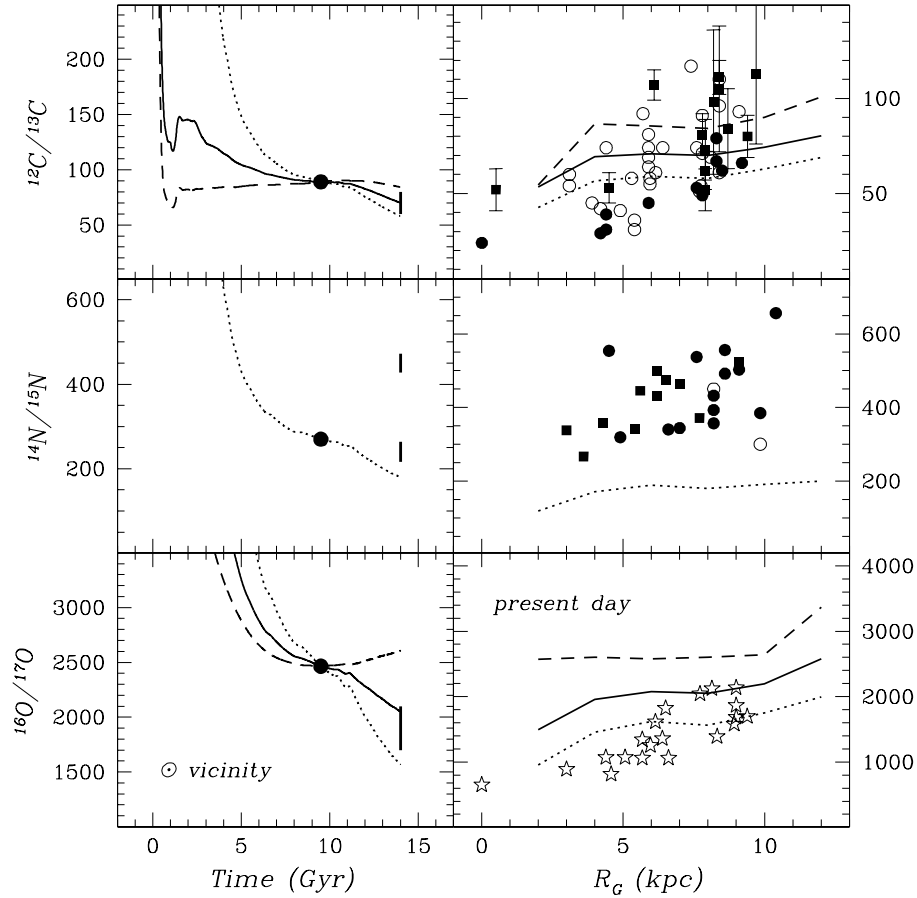 ¹²C/¹³C
200
150
100
50
100
50
¹⁴N/¹⁵N
600
400
200
600
400
200
¹⁶O/¹⁷O
3000
2500
2000
1500
⊙ vicinity
present day
4000
3000
2000
1000
0 5 10 15
0 5 10
Time (Gyr)
R_G (kpc)